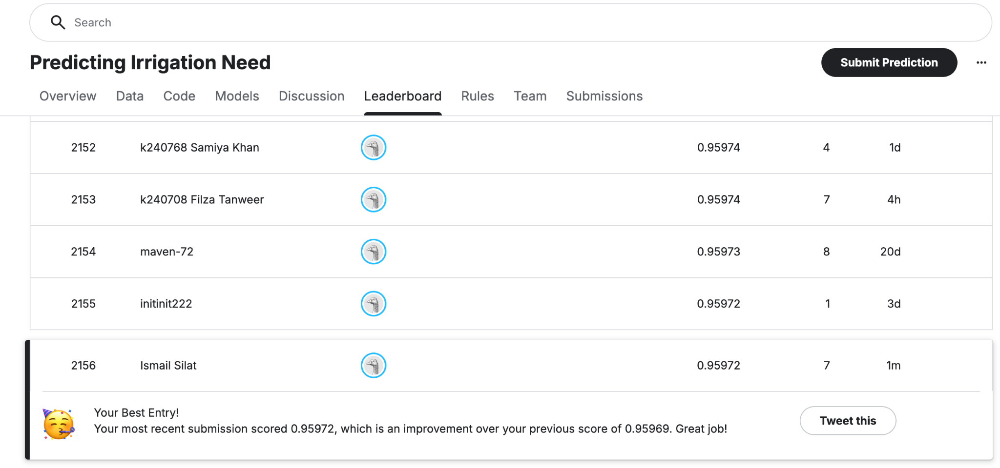 Search
Predicting Irrigation Need
Submit Prediction
Overview Data Code Models Discussion Leaderboard Rules Team Submissions
2152 k240768 Samiya Khan 0.95974 4 1d
2153 k240708 Filza Tanweer 0.95974 7 4h
2154 maven-72 0.95973 8 20d
2155 initinit222 0.95972 1 3d
2156 Ismail Silat 0.95972 7 1m
Your Best Entry!
Your most recent submission scored 0.95972, which is an improvement over your previous score of 0.95969. Great job!
Tweet this